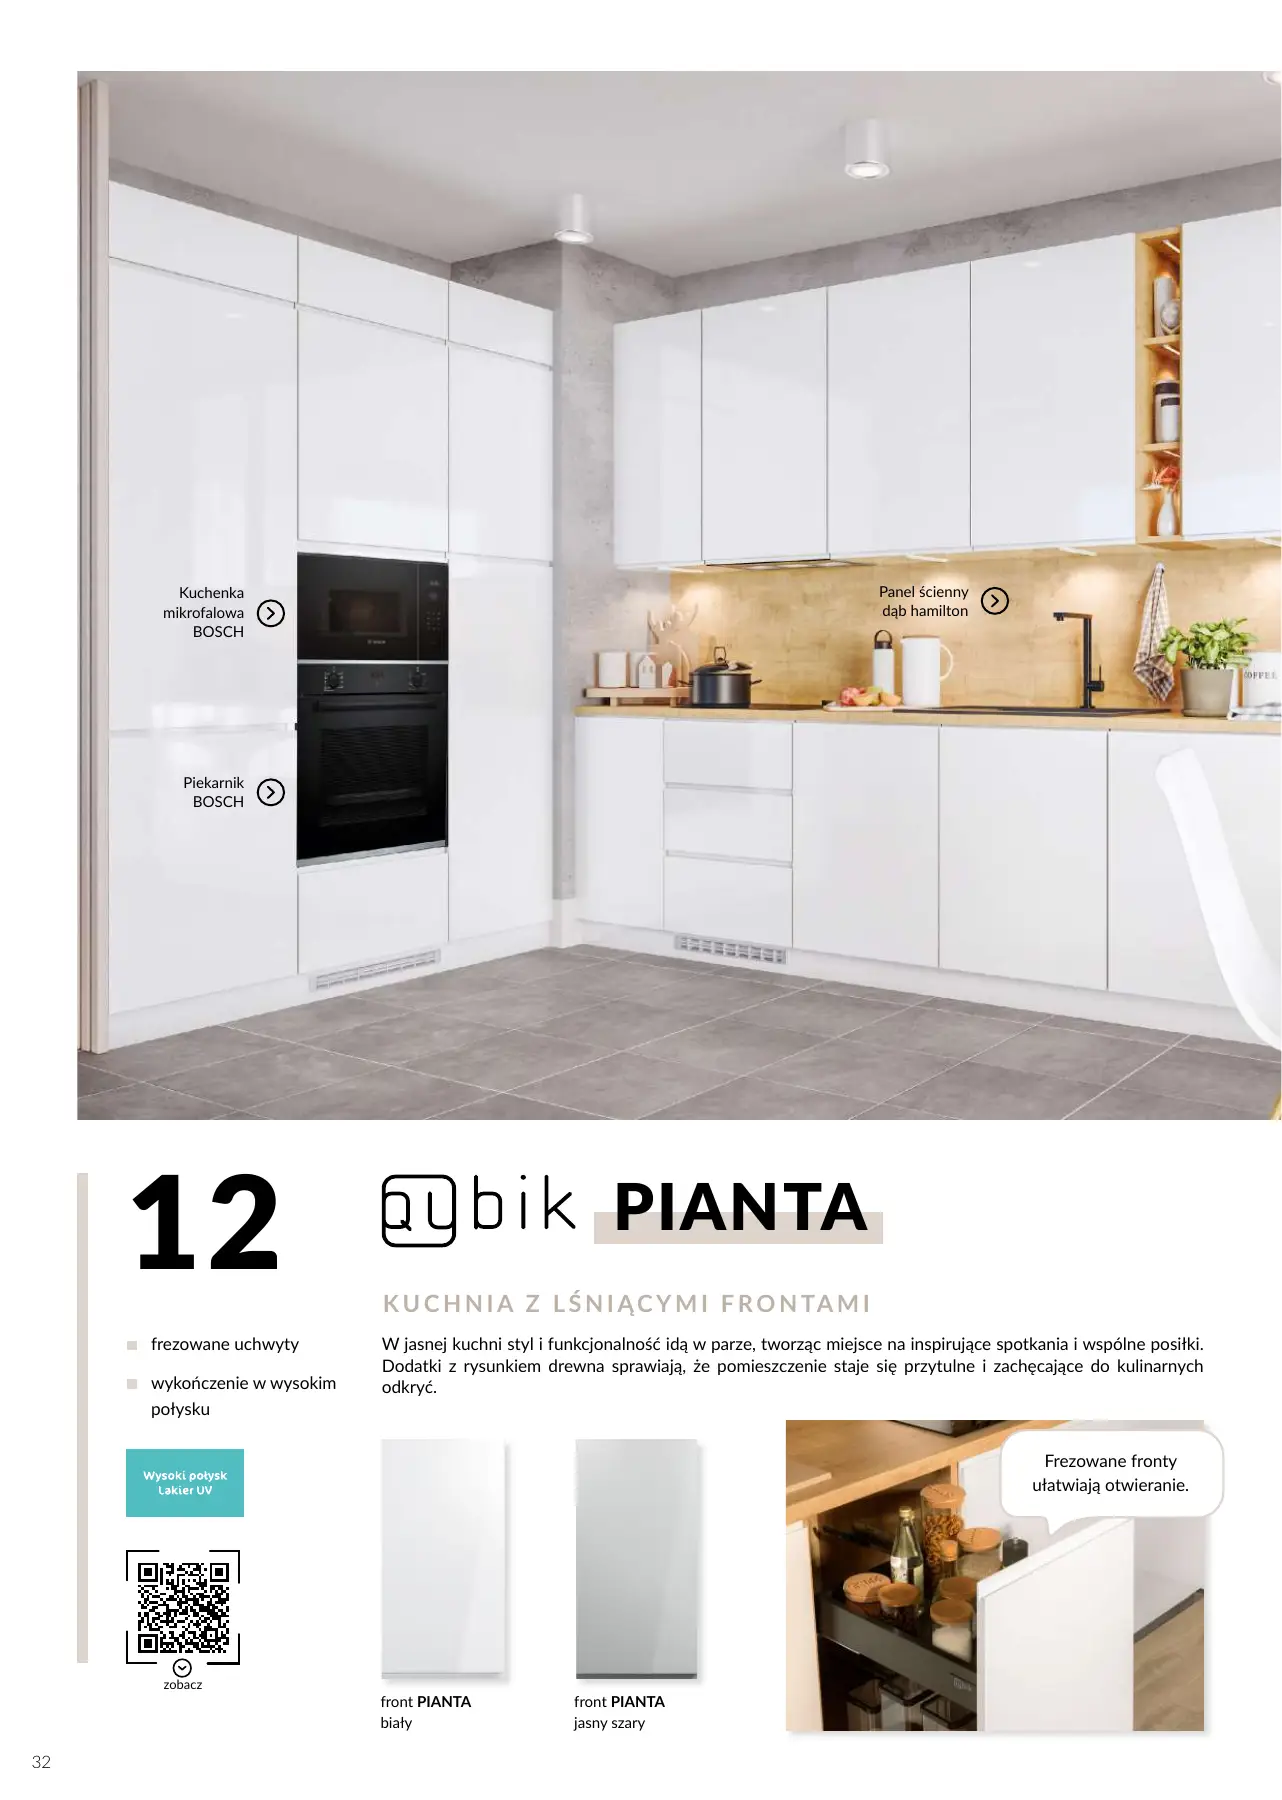 Kuchenka
mikrofalowa
BOSCH
Panel ścienny
dąb hamilton
OFFEE
Piekarnik
BOSCH
12
QUbik PIANTA
KUCHNIA Z LŚNIĄCYMI FRONTAMI
frezowane uchwyty
wykończenie w wysokim
połysku
W jasnej kuchni styl i funkcjonalność idą w parze, tworząc miejsce na inspirujące spotkania i wspólne posiłki.
Dodatki z rysunkiem drewna sprawiają, że pomieszczenie staje się przytulne i zachęcające do kulinarnych
odkryć.
Wysoki połysk
Lakier UV
Frezowane fronty
ułatwiają otwieranie.
zobacz
front PIANTA
biały
front PIANTA
jasny szary
32